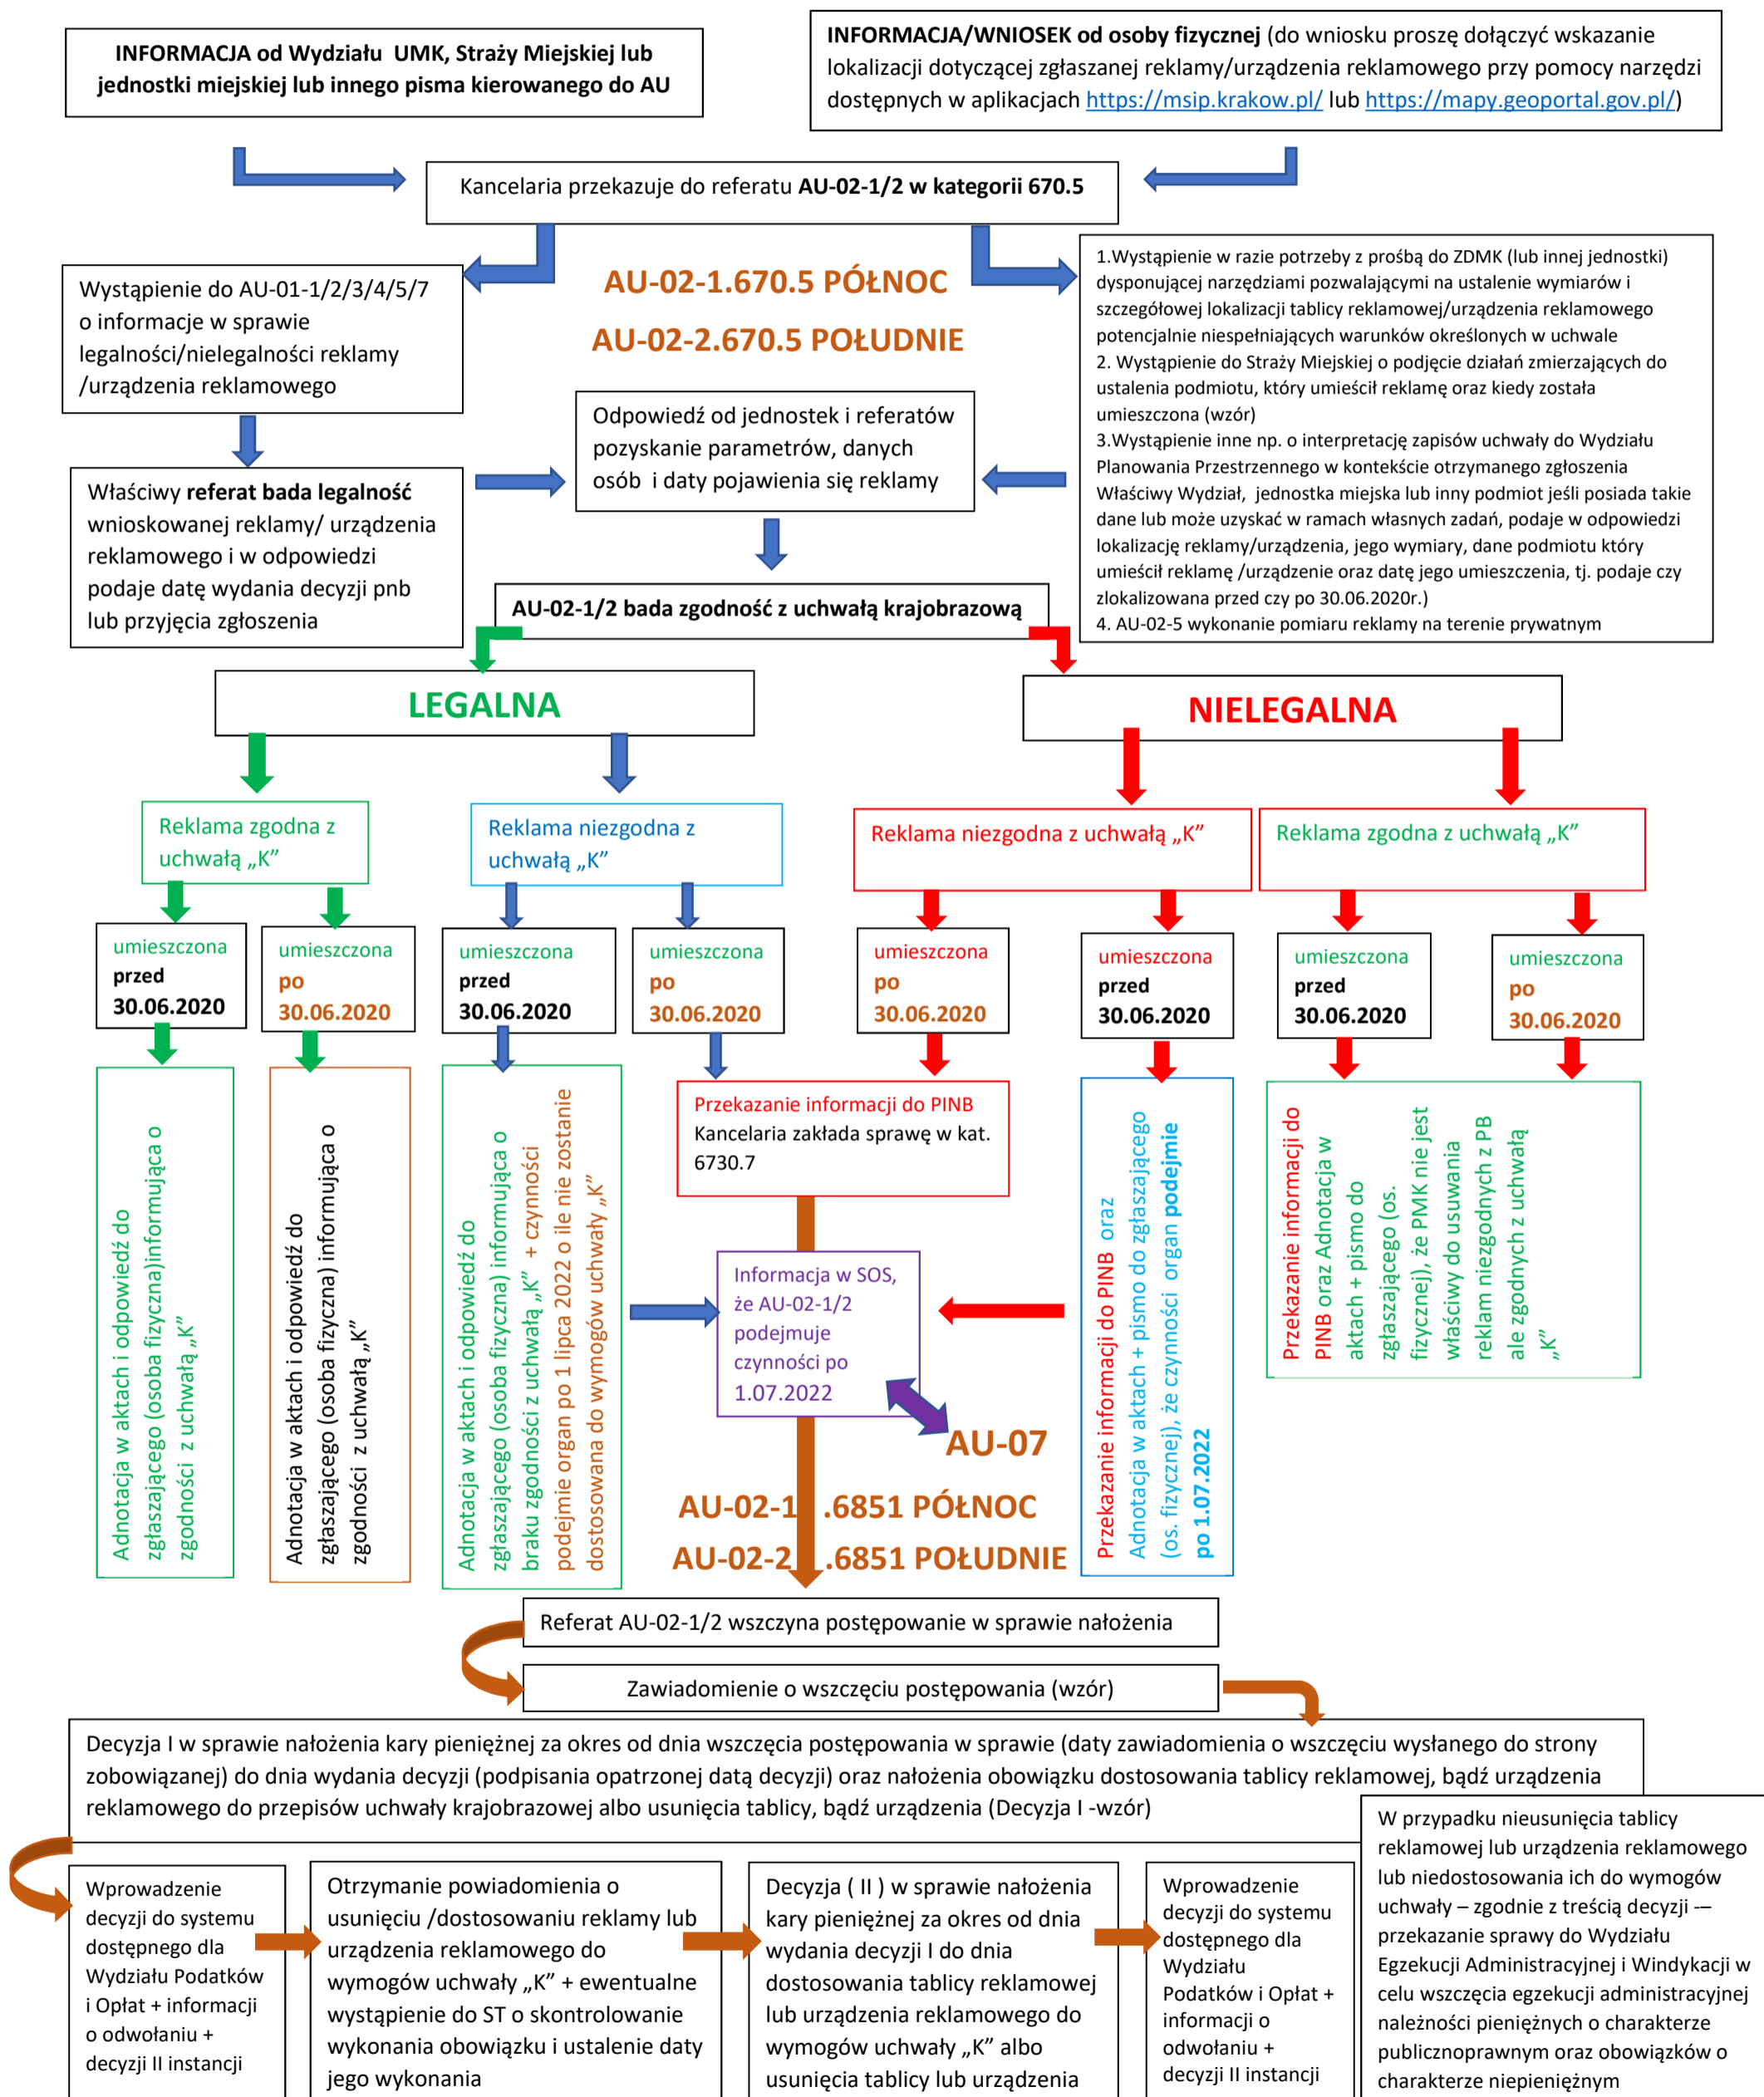 INFORMACJA od Wydziału UMK, Straży Miejskiej lub
jednostki miejskiej lub innego pisma kierowanego do AU
INFORMACJA/WNIOSEK od osoby fizycznej (do wniosku proszę dołączyć wskazanie
lokalizacji dotyczącej zgłaszanej reklamy/urządzenia reklamowego przy pomocy narzędzi
dostępnych w aplikacjach https://msip.krakow.pl/ lub https://mapy.geoportal.gov.pl/)
Kancelaria przekazuje do referatu AU-02-1/2 w kategorii 670.5
Wystąpienie do AU-01-1/2/3/4/5/7
o informacje w sprawie
legalności/nielegalności reklamy
/urządzenia reklamowego
AU-02-1.670.5 PÓŁNOC
AU-02-2.670.5 POŁUDNIE
1.Wystąpienie w razie potrzeby z prośbą do ZDMK (lub innej jednostki)
dysponującej narzędziami pozwalającymi na ustalenie wymiarów i
szczegółowej lokalizacji tablicy reklamowej/urządzenia reklamowego
potencjalnie niespełniających warunków określonych w uchwale
2. Wystąpienie do Straży Miejskiej o podjęcie działań zmierzających do
ustalenia podmiotu, który umieścił reklamę oraz kiedy została
umieszczona (wzór)
3.Wystąpienie inne np. o interpretację zapisów uchwały do Wydziału
Planowania Przestrzennego w kontekście otrzymanego zgłoszenia
Właściwy Wydział, jednostka miejska lub inny podmiot jeśli posiada takie
dane lub może uzyskać w ramach własnych zadań, podaje w odpowiedzi
lokalizację reklamy/urządzenia, jego wymiary, dane podmiotu który
umieścił reklamę /urządzenie oraz datę jego umieszczenia, tj. podaje czy
zlokalizowana przed czy po 30.06.2020r.)
4. AU-02-5 wykonanie pomiaru reklamy na terenie prywatnym
Odpowiedź od jednostek i referatów
pozyskanie parametrów, danych
osób i daty pojawienia się reklamy
Właściwy referat bada legalność
wnioskowanej reklamy/ urządzenia
reklamowego i w odpowiedzi
podaje datę wydania decyzji pnb
lub przyjęcia zgłoszenia
AU-02-1/2 bada zgodność z uchwałą krajobrazową
LEGALNA
NIELEGALNA
Reklama zgodna z
uchwałą „K”
Reklama niezgodna z
uchwałą „K”
Reklama niezgodna z uchwałą „K”
Reklama zgodna z uchwałą „K”
umieszczona
przed
30.06.2020
umieszczona
po
30.06.2020
umieszczona
przed
30.06.2020
umieszczona
po
30.06.2020
umieszczona
po
30.06.2020
umieszczona
przed
30.06.2020
umieszczona
przed
30.06.2020
umieszczona
po
30.06.2020
Adnotacja w aktach i odpowiedź do
zgłaszającego (osoba fizyczna)informująca o
zgodności z uchwałą „K”
Adnotacja w aktach i odpowiedź do
zgłaszającego (osoba fizyczna) informująca o
zgodności z uchwałą „K”
Adnotacja w aktach i odpowiedź do
zgłaszającego (osoba fizyczna) informująca o
braku zgodności z uchwałą „K” + czynności
podejmie organ po 1 lipca 2022 o ile nie zostanie
dostosowana do wymogów uchwały „K”
Przekazanie informacji do PINB
Kancelaria zakłada sprawę w kat.
6730.7
Informacja w SOS,
że AU-02-1/2
podejmuje
czynności po
1.07.2022
AU-07
AU-02-1 .6851 PÓŁNOC
AU-02-2 .6851 POŁUDNIE
Przekazanie informacji do PINB oraz
Adnotacja w aktach + pismo do zgłaszającego
(os. fizycznej), że czynności organ podejmie
po 1.07.2022
Przekazanie informacji do
PINB oraz Adnotacja w
aktach + pismo do
zgłaszającego (os.
fizycznej), że PMK nie jest
właściwy do usuwania
reklam niezgodnych z PB
ale zgodnych z uchwałą
„K”
Referat AU-02-1/2 wszczyna postępowanie w sprawie nałożenia
Zawiadomienie o wszczęciu postępowania (wzór)
Decyzja I w sprawie nałożenia kary pieniężnej za okres od dnia wszczęcia postępowania w sprawie (daty zawiadomienia o wszczęciu wysłanego do strony
zobowiązanej) do dnia wydania decyzji (podpisania opatrzonej datą decyzji) oraz nałożenia obowiązku dostosowania tablicy reklamowej, bądź urządzenia
reklamowego do przepisów uchwały krajobrazowej albo usunięcia tablicy, bądź urządzenia (Decyzja I -wzór)
Wprowadzenie
decyzji do systemu
dostępnego dla
Wydziału Podatków
i Opłat + informacji
o odwołaniu +
decyzji II instancji
Otrzymanie powiadomienia o
usunięciu /dostosowaniu reklamy lub
urządzenia reklamowego do
wymogów uchwały „K” + ewentualne
wystąpienie do ST o skontrolowanie
wykonania obowiązku i ustalenie daty
jego wykonania
Decyzja ( II ) w sprawie nałożenia
kary pieniężnej za okres od dnia
wydania decyzji I do dnia
dostosowania tablicy reklamowej
lub urządzenia reklamowego do
wymogów uchwały „K” albo
usunięcia tablicy lub urządzenia
Wprowadzenie
decyzji do systemu
dostępnego dla
Wydziału
Podatków i Opłat +
informacji o
odwołaniu +
decyzji II instancji
W przypadku nieusunięcia tablicy
reklamowej lub urządzenia reklamowego
lub niedostosowania ich do wymogów
uchwały – zgodnie z treścią decyzji -–
przekazanie sprawy do Wydziału
Egzekucji Administracyjnej i Windykacji w
celu wszczęcia egzekucji administracyjnej
należności pieniężnych o charakterze
publicznoprawnym oraz obowiązków o
charakterze niepieniężnym